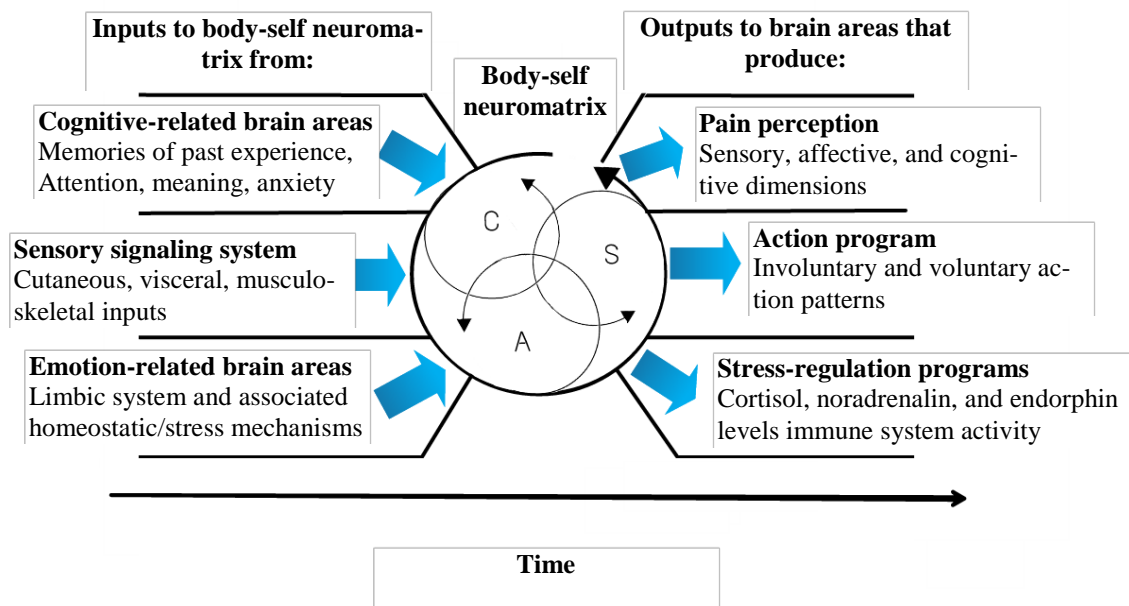 Inputs to body-self neuroma-
trix from:
Body-self
neuromatrix
Outputs to brain areas that
produce:
Cognitive-related brain areas
Memories of past experience,
Attention, meaning, anxiety
Sensory signaling system
Cutaneous, visceral, musculo-
skeletal inputs
Emotion-related brain areas
Limbic system and associated
homeostatic/stress mechanisms
C
S
A
Pain perception
Sensory, affective, and cogni-
tive dimensions
Action program
Involuntary and voluntary ac-
tion patterns
Stress-regulation programs
Cortisol, noradrenalin, and endorphin
levels immune system activity
Time